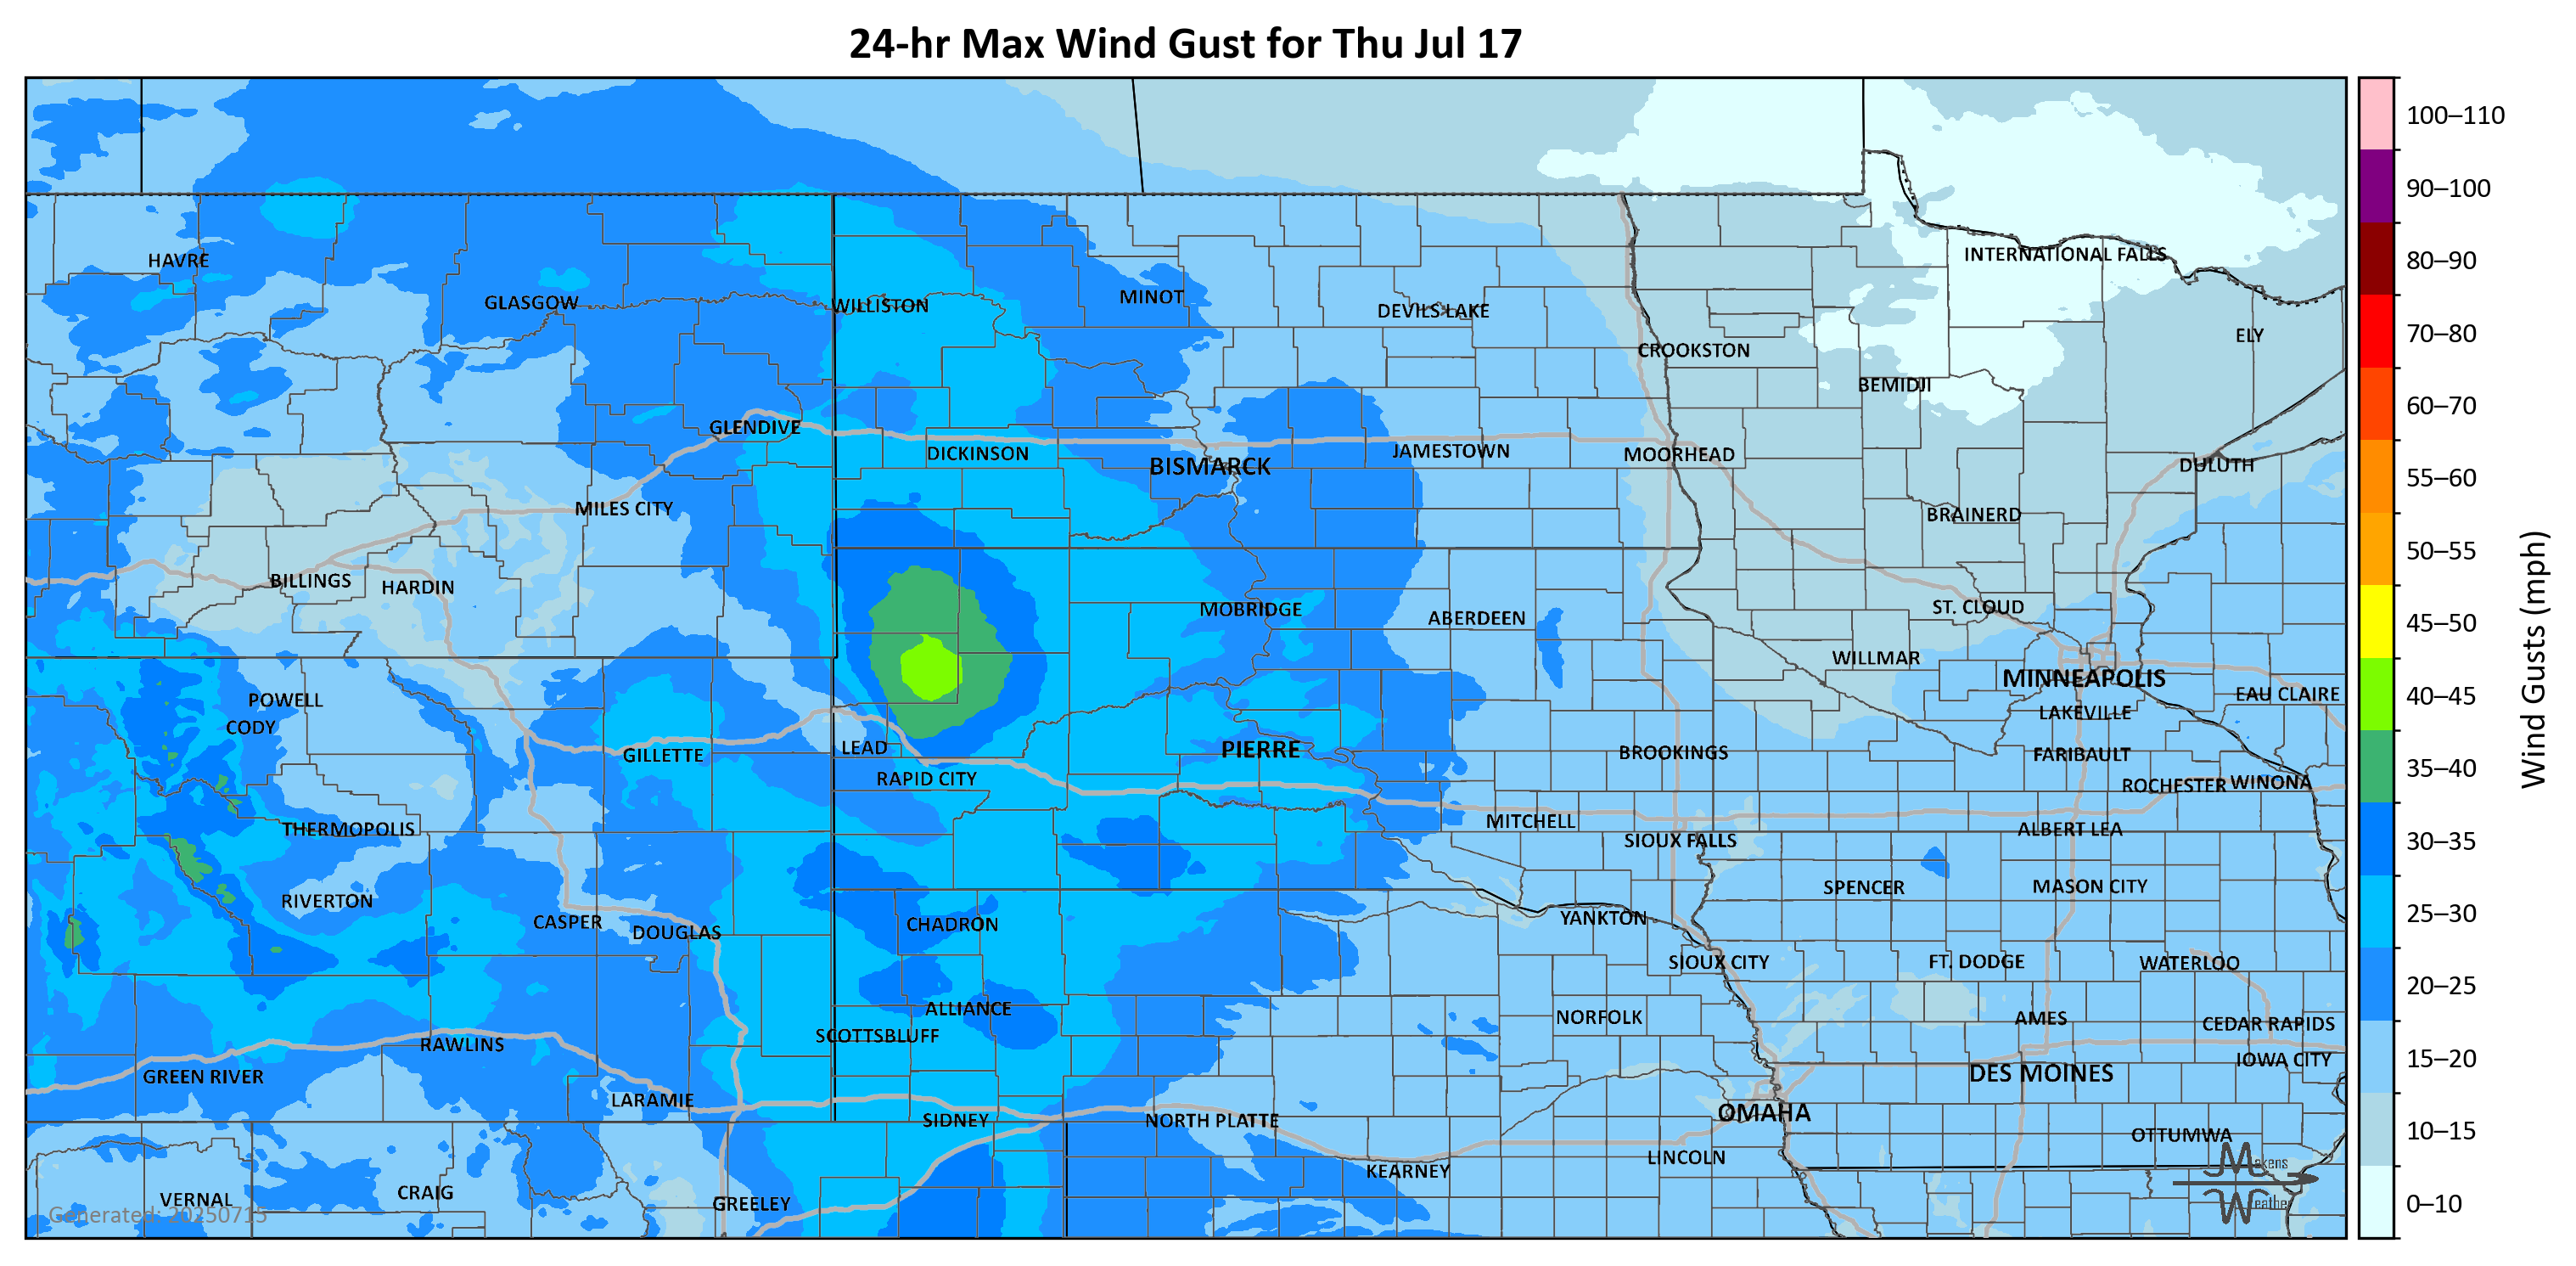 24-hr Max Wind Gust for Thu Jul 17
100–110
90–100
80–90
70–80
60–70
55–60
50–55
45–50
40–45
35–40
30–35
25–30
20–25
15–20
10–15
0–10
Wind Gusts (mph)
INTERNATIONAL FALLS
HAVRE
GLASGOW
WILLISTON
MINOT
DEVILS LAKE
ELY
CROOKSTON
BEMIDJI
GLENDIVE
DICKINSON
BISMARCK
JAMESTOWN
MOORHEAD
DULUTH
MILES CITY
BRAINERD
BILLINGS
HARDIN
MOBRIDGE
ABERDEEN
ST. CLOUD
WILLMAR
MINNEAPOLIS
EAU CLAIRE
POWELL
CODY
LAKEVILLE
GILLETTE
LEAD
PIERRE
BROOKINGS
FARIBAULT
RAPID CITY
ROCHESTER
WINONA
THERMOPOLIS
MITCHELL
SIOUX FALLS
ALBERT LEA
RIVERTON
SPENCER
MASON CITY
CASPER
DOUGLAS
CHADRON
YANKTON
SIOUX CITY
FT. DODGE
WATERLOO
ALLIANCE
SCOTTSBLUFF
NORFOLK
AMES
CEDAR RAPIDS
RAWLINS
IOWA CITY
GREEN RIVER
DES MOINES
LARAMIE
SIDNEY
NORTH PLATTE
OMAHA
OTTUMWA
KEARNEY
LINCOLN
VERNAL
CRAIG
GREELEY
Generated: 20250715
Makens
Weather